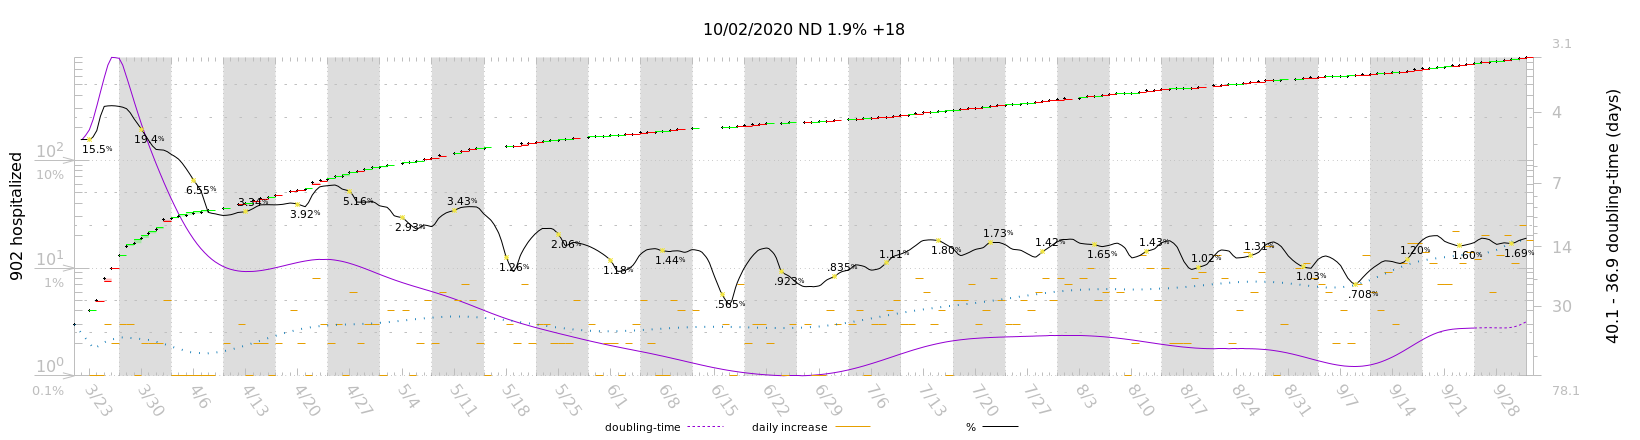 10/02/2020 ND 1.9% +18
902 hospitalized
10² 10% 10¹ 1% 10⁰ 0.1%
15.5% 19.4 6.55% 3.34% 3.92% 5.16% 2.93% 3.43% 1.26% 2.06% 1.18% 1.44% .565% .923% .835% 1.11% 1.80% 1.73% 1.42% 1.65% 1.43% 1.02% 1.31% 1.03% .708% 1.20% 1.60% 1.69%
3.1 4 7 14 30 78.1
40.1 - 36.9 doubling-time (days)
3/23 3/30 4/6 4/13 4/20 4/27 5/4 5/11 5/18 5/25 6/1 6/8 6/15 6/22 6/29 7/6 7/13 7/20 7/27 8/3 8/10 8/17 8/24 8/31 9/7 9/14 9/21 9/28
doubling-time daily increase %